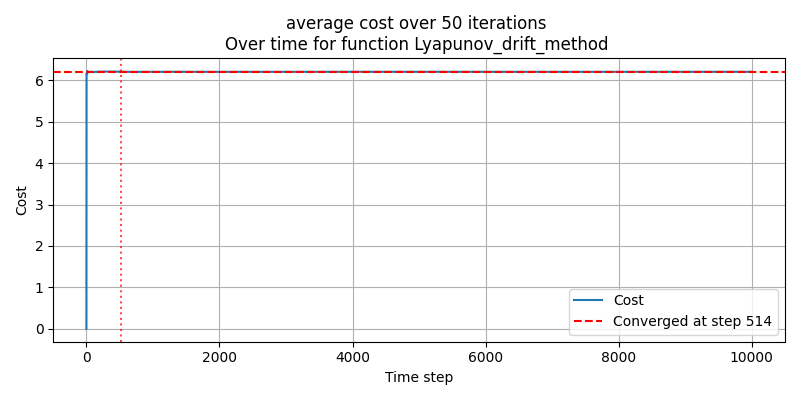 average cost over 50 iterations
Over time for function Lyapunov_drift_method
Cost
6
5
4
3
2
1
0
0 2000 4000 6000 8000 10000
Time step
Cost
Converged at step 514